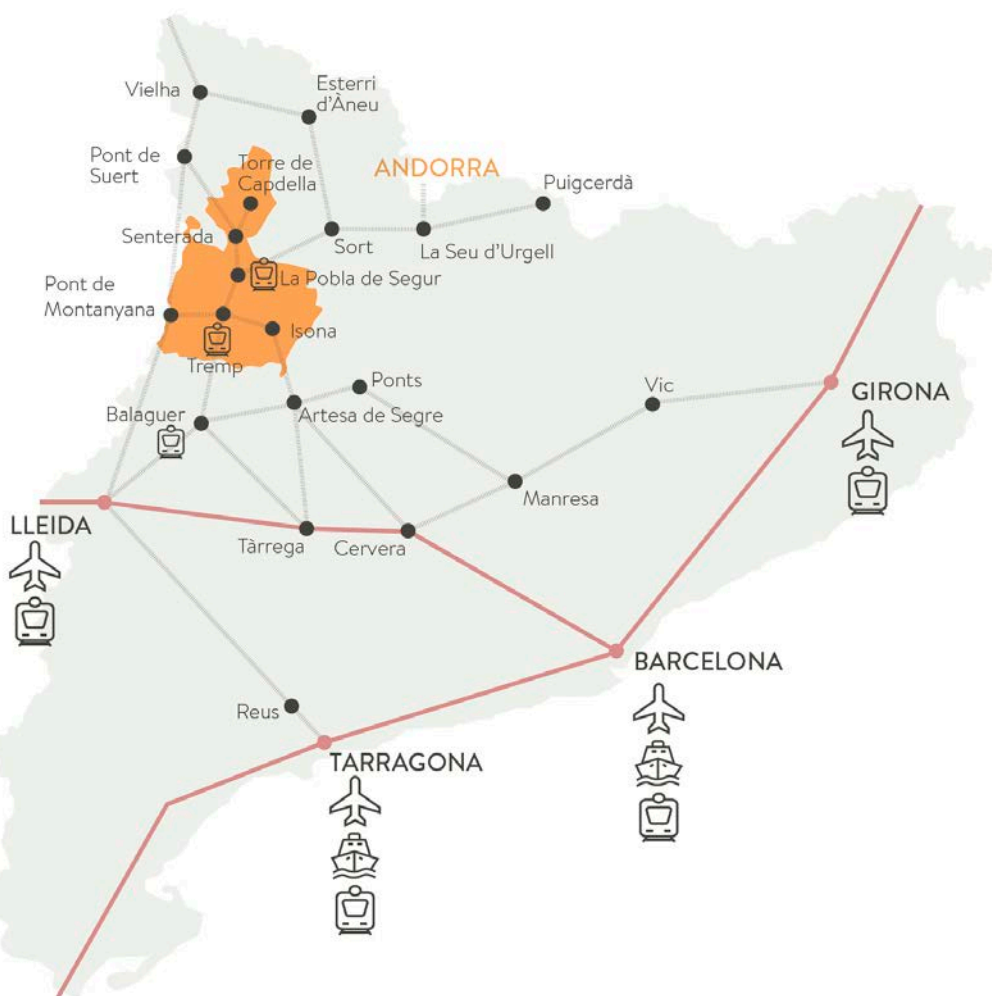 Vielha
Esterri
d'Àneu
Pont de
Suert
Torre de
Capdella
ANDORRA
Puigcerdà
Senterada
Sort
La Seu d'Urgell
La Pobla de Segur
Pont de
Montanyana
Isona
Tremp
Ponts
Vic
Balaguer
Artesa de Segre
GIRONA
Manresa
LLEIDA
Tàrrega
Cervera
BARCELONA
Reus
TARRAGONA